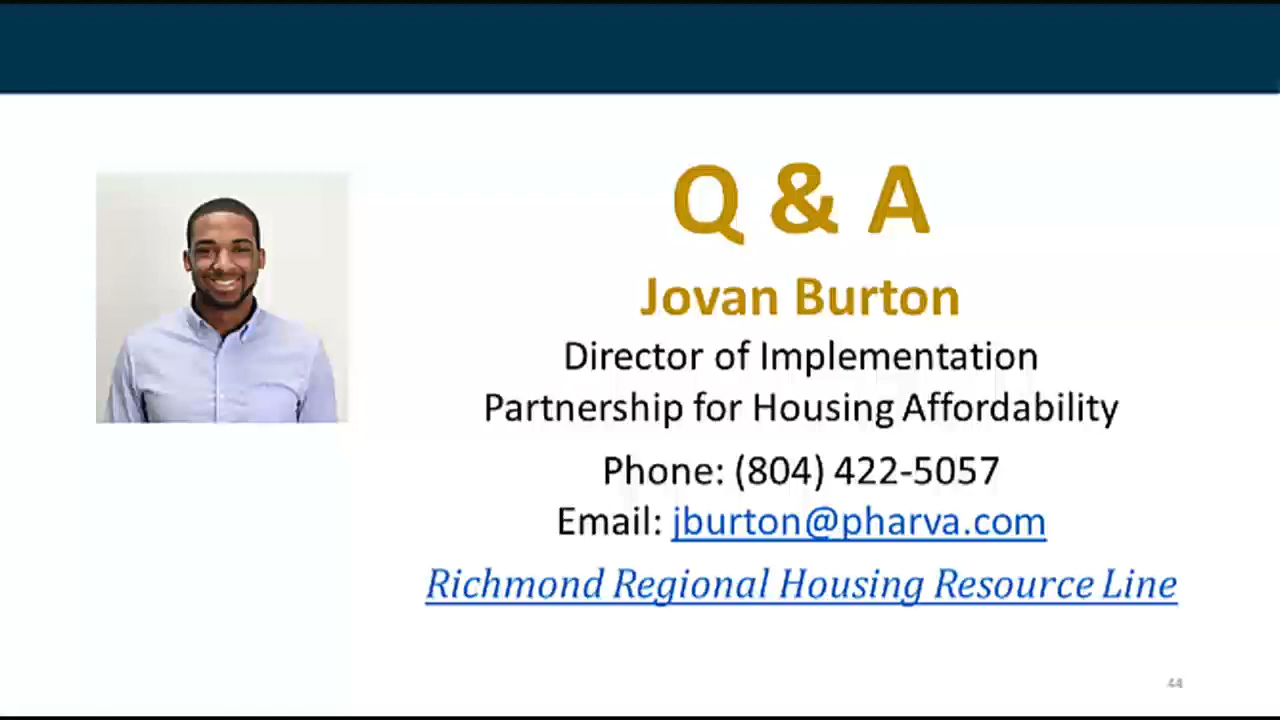 Q & A
Jovan Burton
Director of Implementation
Partnership for Housing Affordability
Phone: (804) 422-5057
Email: jburton@pharva.com
Richmond Regional Housing Resource Line
44